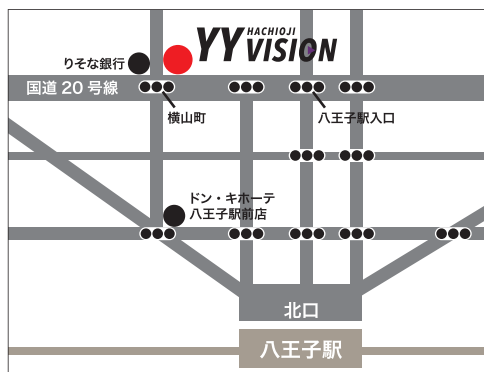 HACHIOJI
YY VISION
りそな銀行
国道20号線
横山町
八王子駅入口
ドン・キホーテ
八王子駅前店
北口
八王子駅